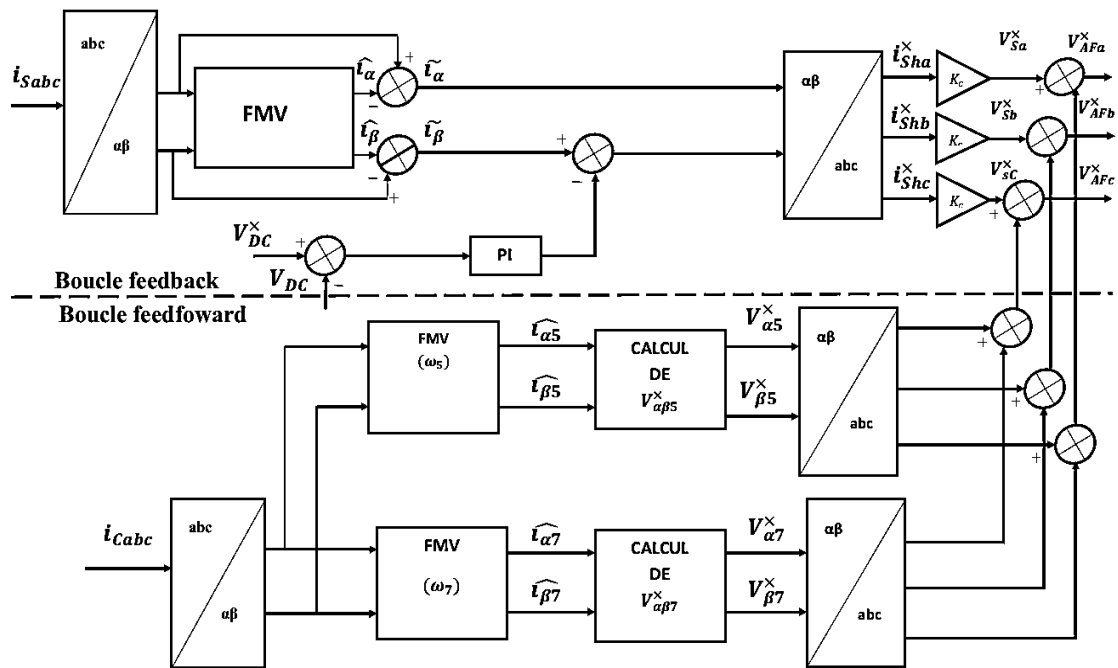 abc
αβ
i_Sabc
FMV
î_α
î_β
ĩ_α
ĩ_β
+
−
−
+
−
αβ
abc
i^×_Sha
i^×_Shb
i^×_Shc
K_c
K_c
K_c
V^×_Sa
V^×_Sb
V^×_sC
+
+
+
V^×_AFa
V^×_AFb
V^×_AFc
V^×_DC
+
V_DC
−
PI
Boucle feedback
Boucle feedfoward
FMV
(ω₅)
î_α5
î_β5
CALCUL
DE
V^×_αβ5
V^×_α5
V^×_β5
αβ
abc
+
+
+
i_Cabc
abc
αβ
FMV
(ω₇)
î_α7
î_β7
CALCUL
DE
V^×_αβ7
V^×_α7
V^×_β7
αβ
abc